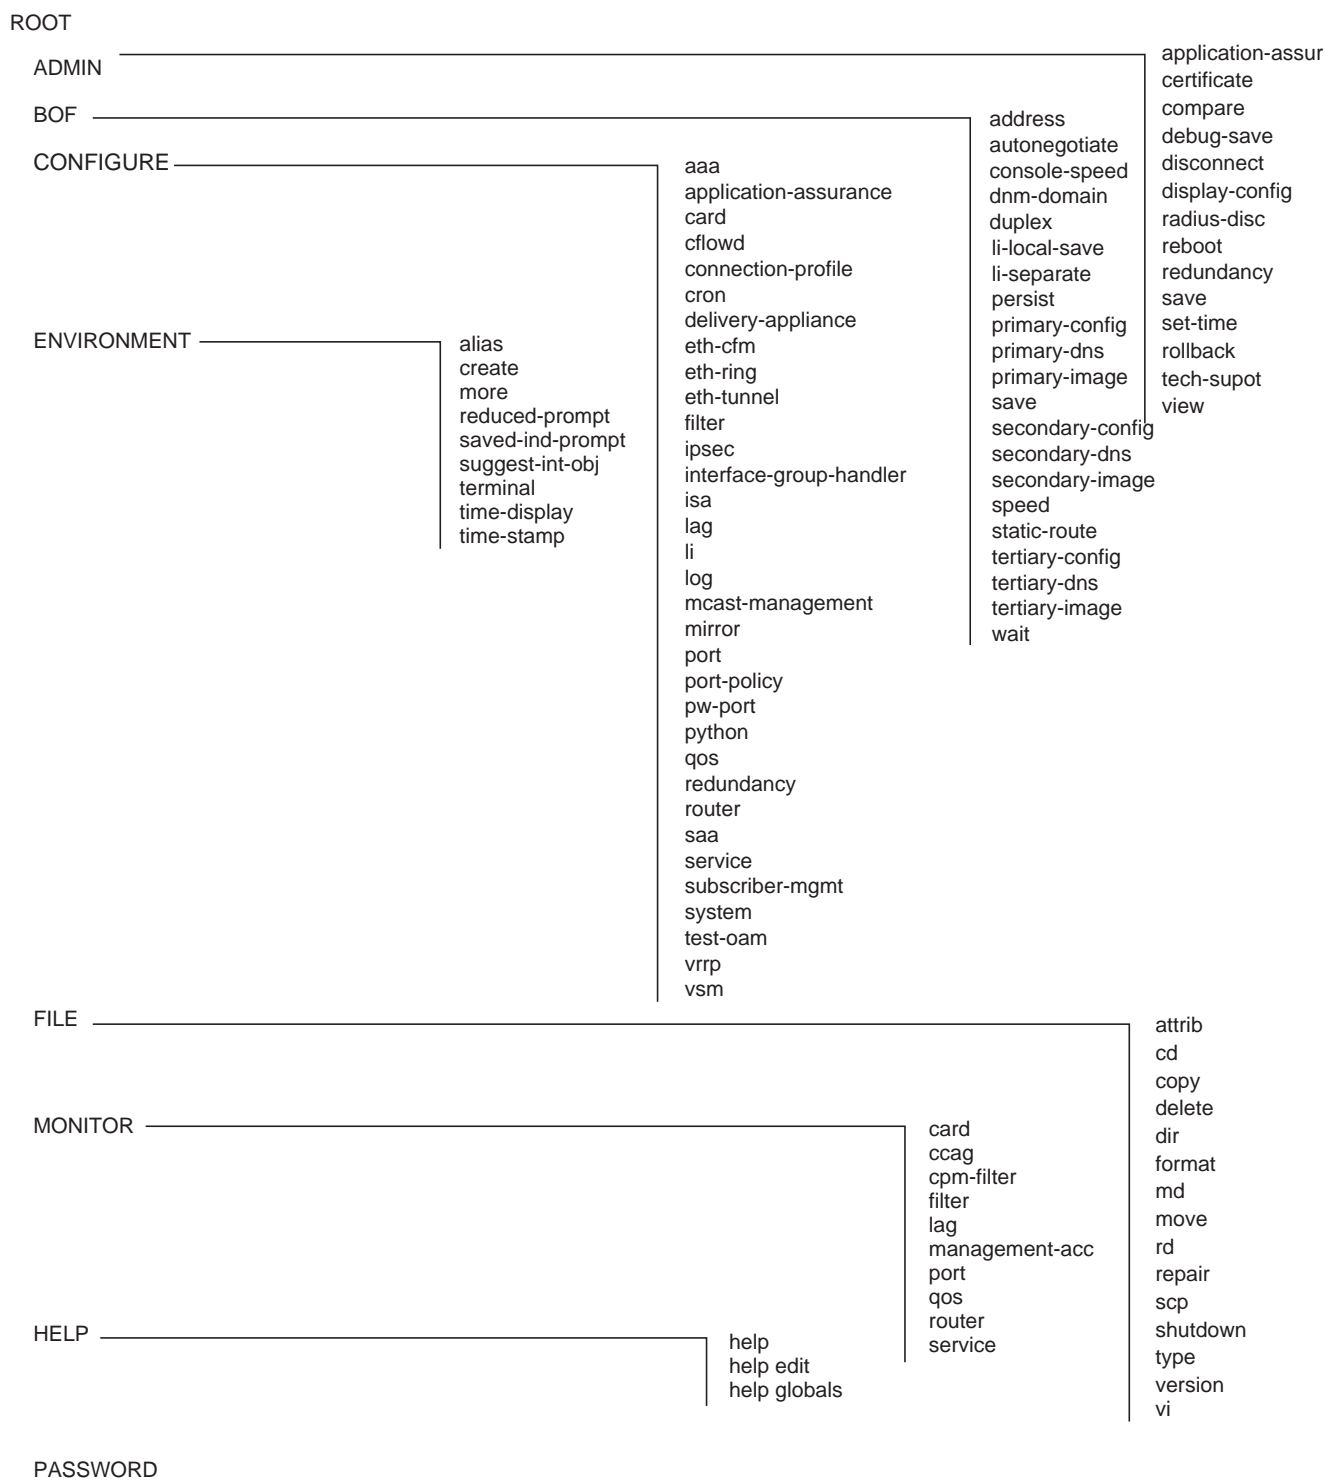 ROOT
ADMIN
application-assur
certificate
compare
debug-save
disconnect
display-config
radius-disc
reboot
redundancy
save
set-time
rollback
tech-supot
view
BOF
address
autonegotiate
console-speed
dnm-domain
duplex
li-local-save
li-separate
persist
primary-config
primary-dns
primary-image
save
secondary-config
secondary-dns
secondary-image
speed
static-route
tertiary-config
tertiary-dns
tertiary-image
wait
CONFIGURE
aaa
application-assurance
card
cflowd
connection-profile
cron
delivery-appliance
eth-cfm
eth-ring
eth-tunnel
filter
ipsec
interface-group-handler
isa
lag
li
log
mcast-management
mirror
port
port-policy
pw-port
python
qos
redundancy
router
saa
service
subscriber-mgmt
system
test-oam
vrrp
vsm
ENVIRONMENT
alias
create
more
reduced-prompt
saved-ind-prompt
suggest-int-obj
terminal
time-display
time-stamp
FILE
attrib
cd
copy
delete
dir
format
md
move
rd
repair
scp
shutdown
type
version
vi
MONITOR
card
ccag
cpm-filter
filter
lag
management-acc
port
qos
router
service
HELP
help
help edit
help globals
PASSWORD